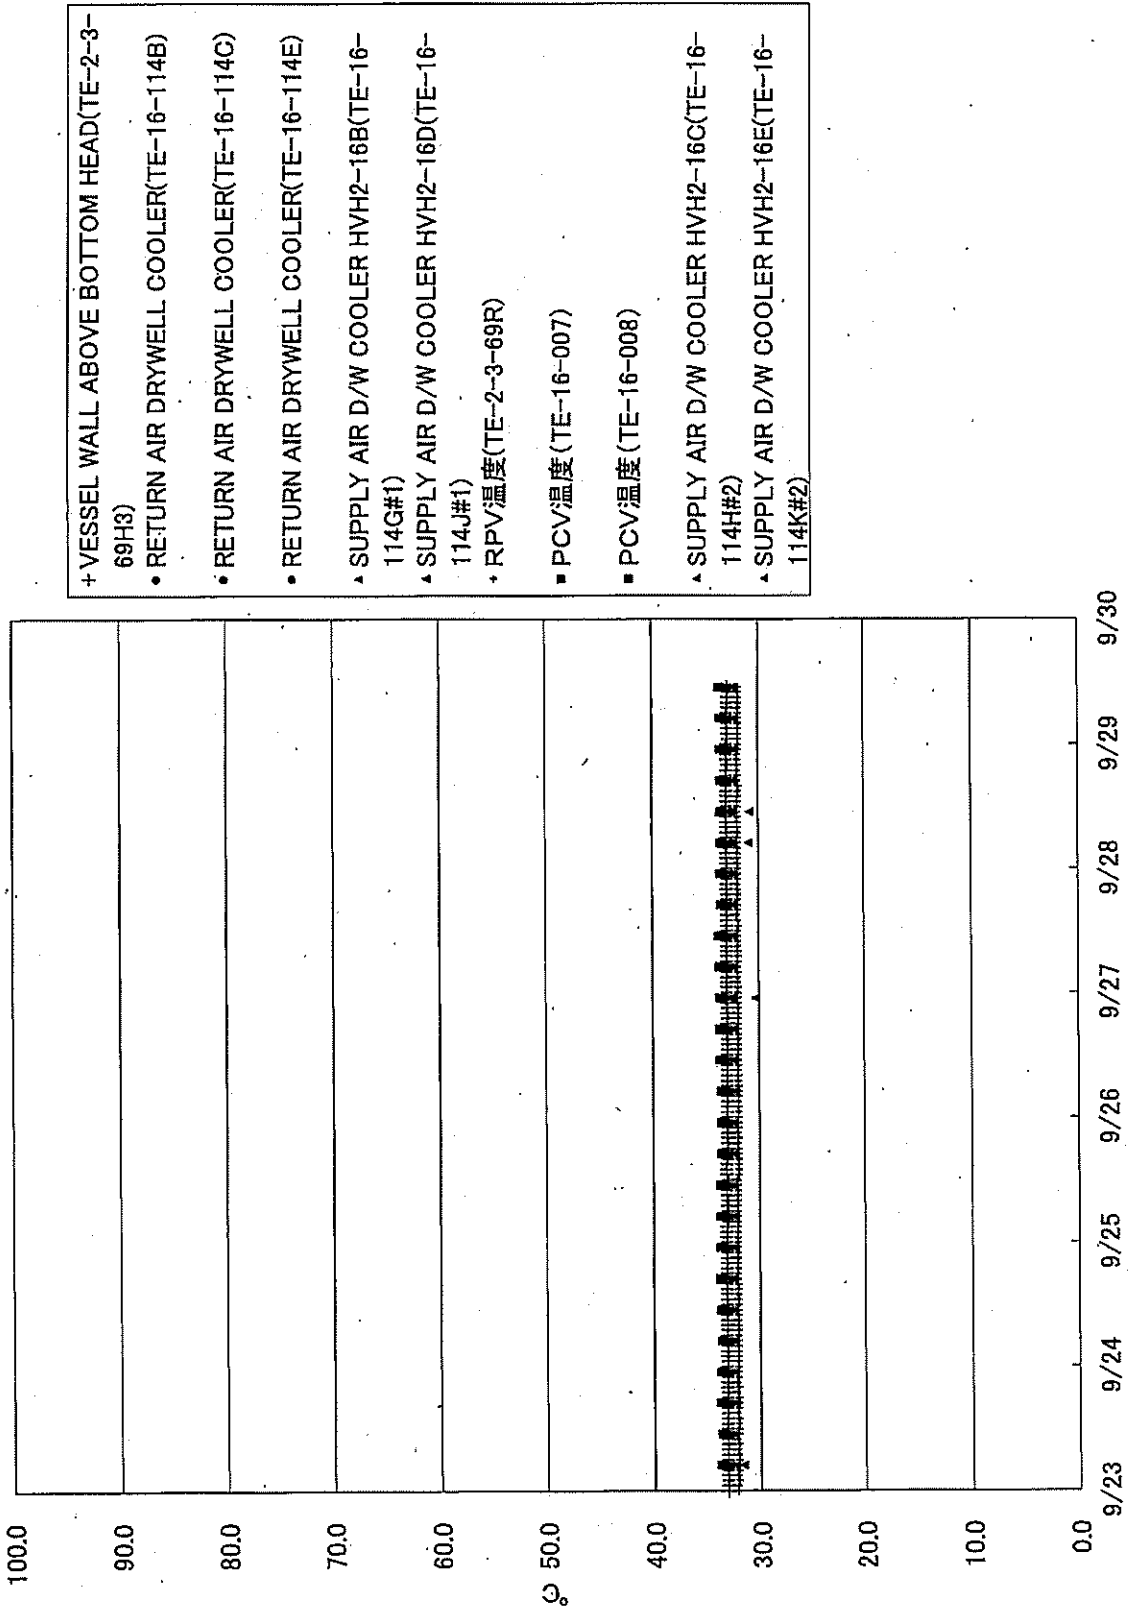 100.0
90.0
80.0
70.0
60.0
50.0
40.0
30.0
20.0
10.0
0.0
℃
9/23
9/24
9/25
9/26
9/27
9/28
9/29
9/30
+ VESSEL WALL ABOVE BOTTOM HEAD(TE-2-3-
69H3)
• RETURN AIR DRYWELL COOLER(TE-16-114B)
• RETURN AIR DRYWELL COOLER(TE-16-114C)
• RETURN AIR DRYWELL COOLER(TE-16-114E)
▲ SUPPLY AIR D/W COOLER HVH2-16B(TE-16-
114G#1)
▲ SUPPLY AIR D/W COOLER HVH2-16D(TE-16-
114J#1)
+ RPV温度(TE-2-3-69R)
■ PCV温度(TE-16-007)
■ PCV温度(TE-16-008)
▲ SUPPLY AIR D/W COOLER HVH2-16C(TE-16-
114H#2)
▲ SUPPLY AIR D/W COOLER HVH2-16E(TE-16-
114K#2)